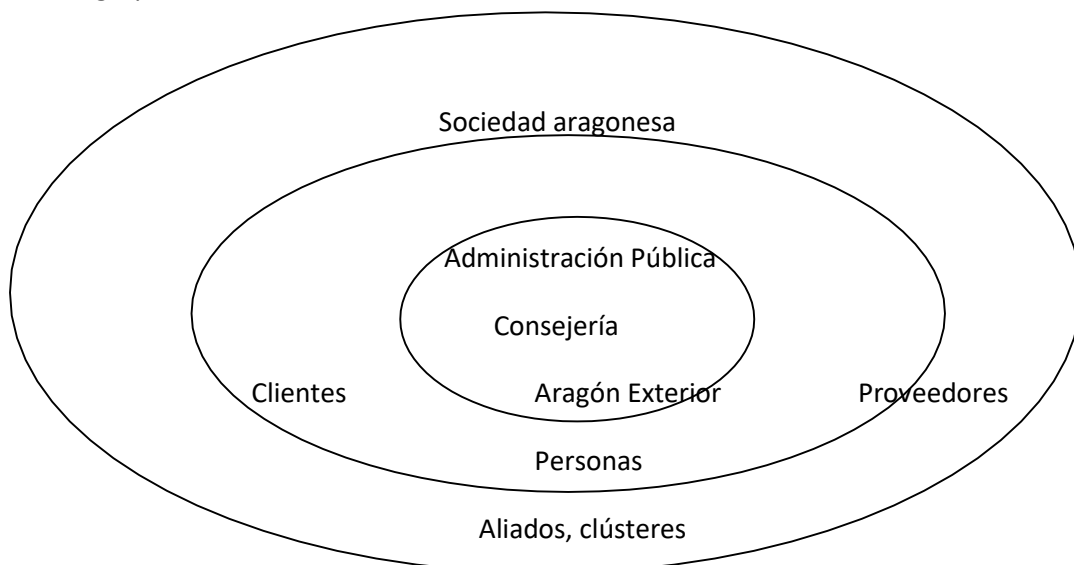 Sociedad aragonesa
Administración Pública
Consejería
Clientes Aragón Exterior Proveedores
Personas
Aliados, clústeres